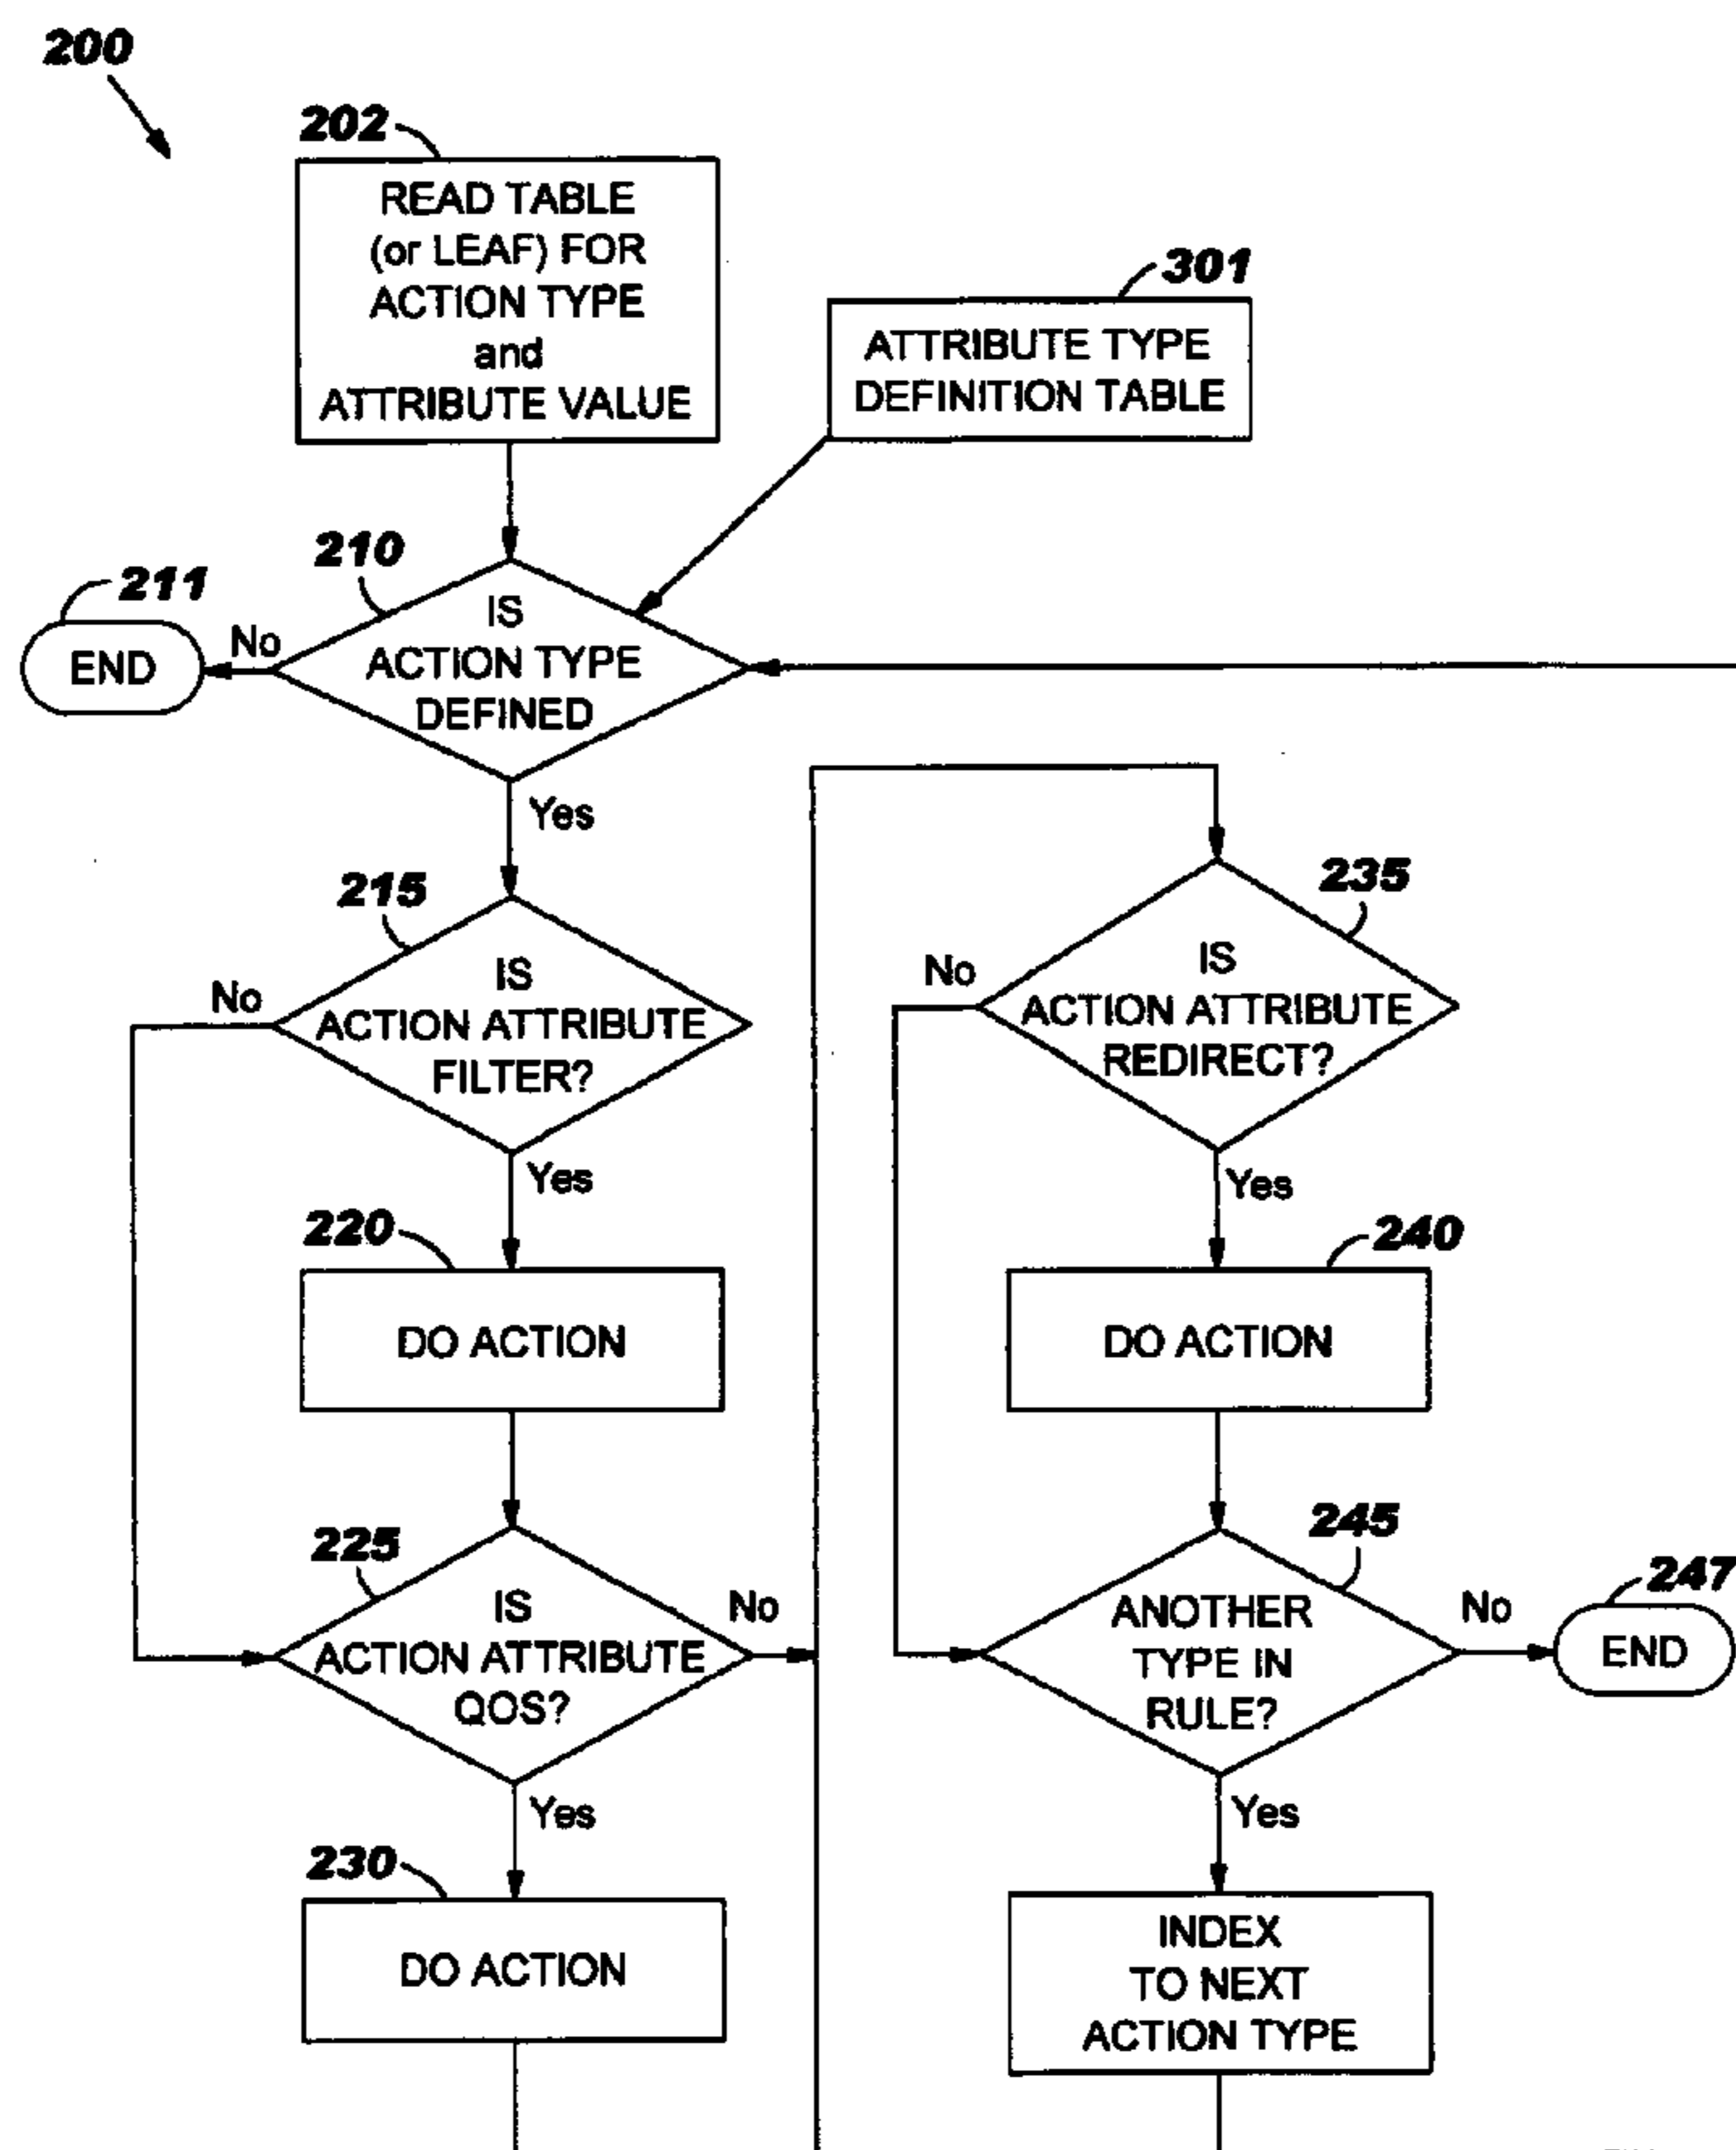 200
202
READ TABLE
(or LEAF) FOR
ACTION TYPE
and
ATTRIBUTE VALUE
301
ATTRIBUTE TYPE
DEFINITION TABLE
210
IS
ACTION TYPE
DEFINED
211
END
No
Yes
215
IS
ACTION ATTRIBUTE
FILTER?
No
Yes
220
DO ACTION
225
IS
ACTION ATTRIBUTE
QOS?
No
Yes
230
DO ACTION
235
IS
ACTION ATTRIBUTE
REDIRECT?
No
Yes
240
DO ACTION
245
ANOTHER
TYPE IN
RULE?
No
247
END
Yes
INDEX
TO NEXT
ACTION TYPE